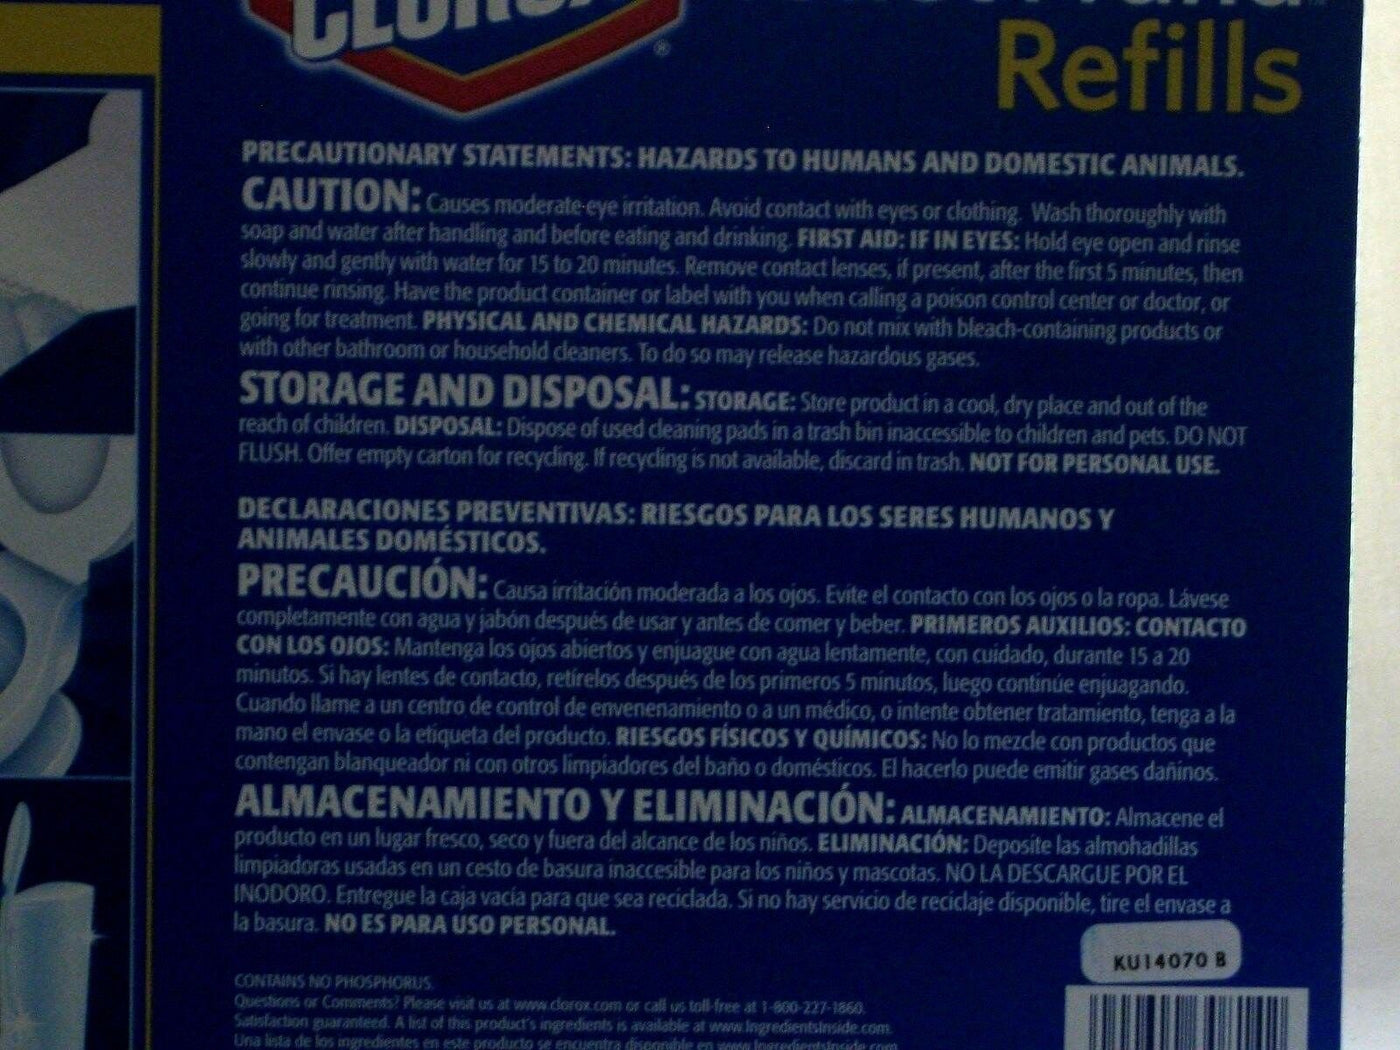 CLOROX
®
Refills
PRECAUTIONARY STATEMENTS: HAZARDS TO HUMANS AND DOMESTIC ANIMALS.
CAUTION: Causes moderate eye irritation. Avoid contact with eyes or clothing. Wash thoroughly with
soap and water after handling and before eating and drinking. FIRST AID: IF IN EYES: Hold eye open and rinse
slowly and gently with water for 15 to 20 minutes. Remove contact lenses, if present, after the first 5 minutes, then
continue rinsing. Have the product container or label with you when calling a poison control center or doctor, or
going for treatment. PHYSICAL AND CHEMICAL HAZARDS: Do not mix with bleach-containing products or
with other bathroom or household cleaners. To do so may release hazardous gases.
STORAGE AND DISPOSAL: STORAGE: Store product in a cool, dry place and out of the
reach of children. DISPOSAL: Dispose of used cleaning pads in a trash bin inaccessible to children and pets. DO NOT
FLUSH. Offer empty carton for recycling. If recycling is not available, discard in trash. NOT FOR PERSONAL USE.
DECLARACIONES PREVENTIVAS: RIESGOS PARA LOS SERES HUMANOS Y
ANIMALES DOMÉSTICOS.
PRECAUCIÓN: Causa irritación moderada a los ojos. Evite el contacto con los ojos o la ropa. Lávese
completamente con agua y jabón después de usar y antes de comer y beber. PRIMEROS AUXILIOS: CONTACTO
CON LOS OJOS: Mantenga los ojos abiertos y enjuague con agua lentamente, con cuidado, durante 15 a 20
minutos. Si hay lentes de contacto, retírelos después de los primeros 5 minutos, luego continúe enjuagando.
Cuando llame a un centro de control de envenenamiento o a un médico, o intente obtener tratamiento, tenga a la
mano el envase o la etiqueta del producto. RIESGOS FÍSICOS Y QUÍMICOS: No lo mezcle con productos que
contengan blanqueador ni con otros limpiadores del baño o domésticos. El hacerlo puede emitir gases dañinos.
ALMACENAMIENTO Y ELIMINACIÓN: ALMACENAMIENTO: Almacene el
producto en un lugar fresco, seco y fuera del alcance de los niños. ELIMINACIÓN: Deposite las almohadillas
limpiadoras usadas en un cesto de basura inaccesible para los niños y mascotas. NO LA DESCARGUE POR EL
INODORO. Entregue la caja vacía para que sea reciclada. Si no hay servicio de reciclaje disponible, tire el envase a
la basura. NO ES PARA USO PERSONAL.
KU14070 B
CONTAINS NO PHOSPHORUS.
Questions or Comments? Please visit us at www.clorox.com or call us toll-free at 1-800-227-1860.
Satisfaction guaranteed. A list of this product's ingredients is available at www.IngredientsInside.com.
Una lista de los ingredientes en este producto se encuentra disponible en www.IngredientsInside.com